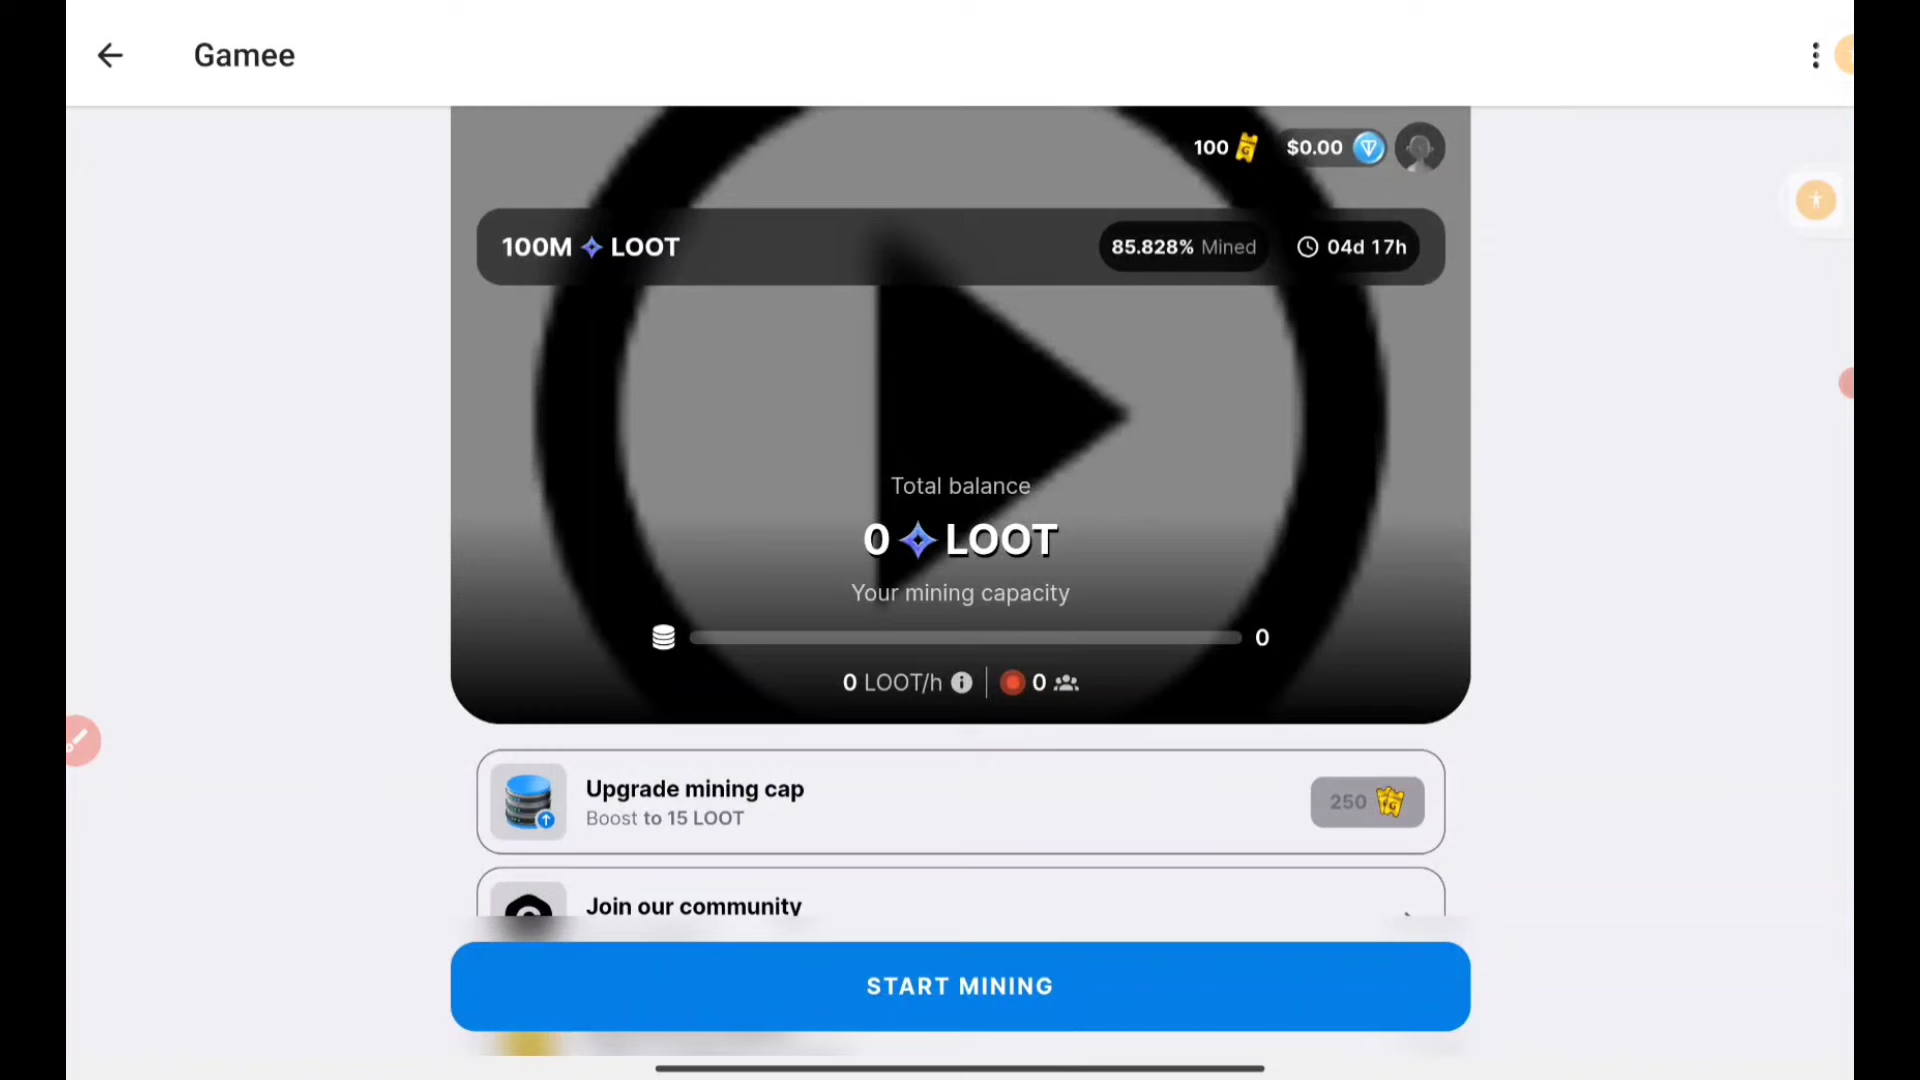 Gamee
100 $0.00
100M LOOT 85.828% Mined 04d 17h
Total balance
0 LOOT
Your mining capacity
0
0 LOOT/h 0
Upgrade mining cap
Boost to 15 LOOT
250
Join our community
START MINING